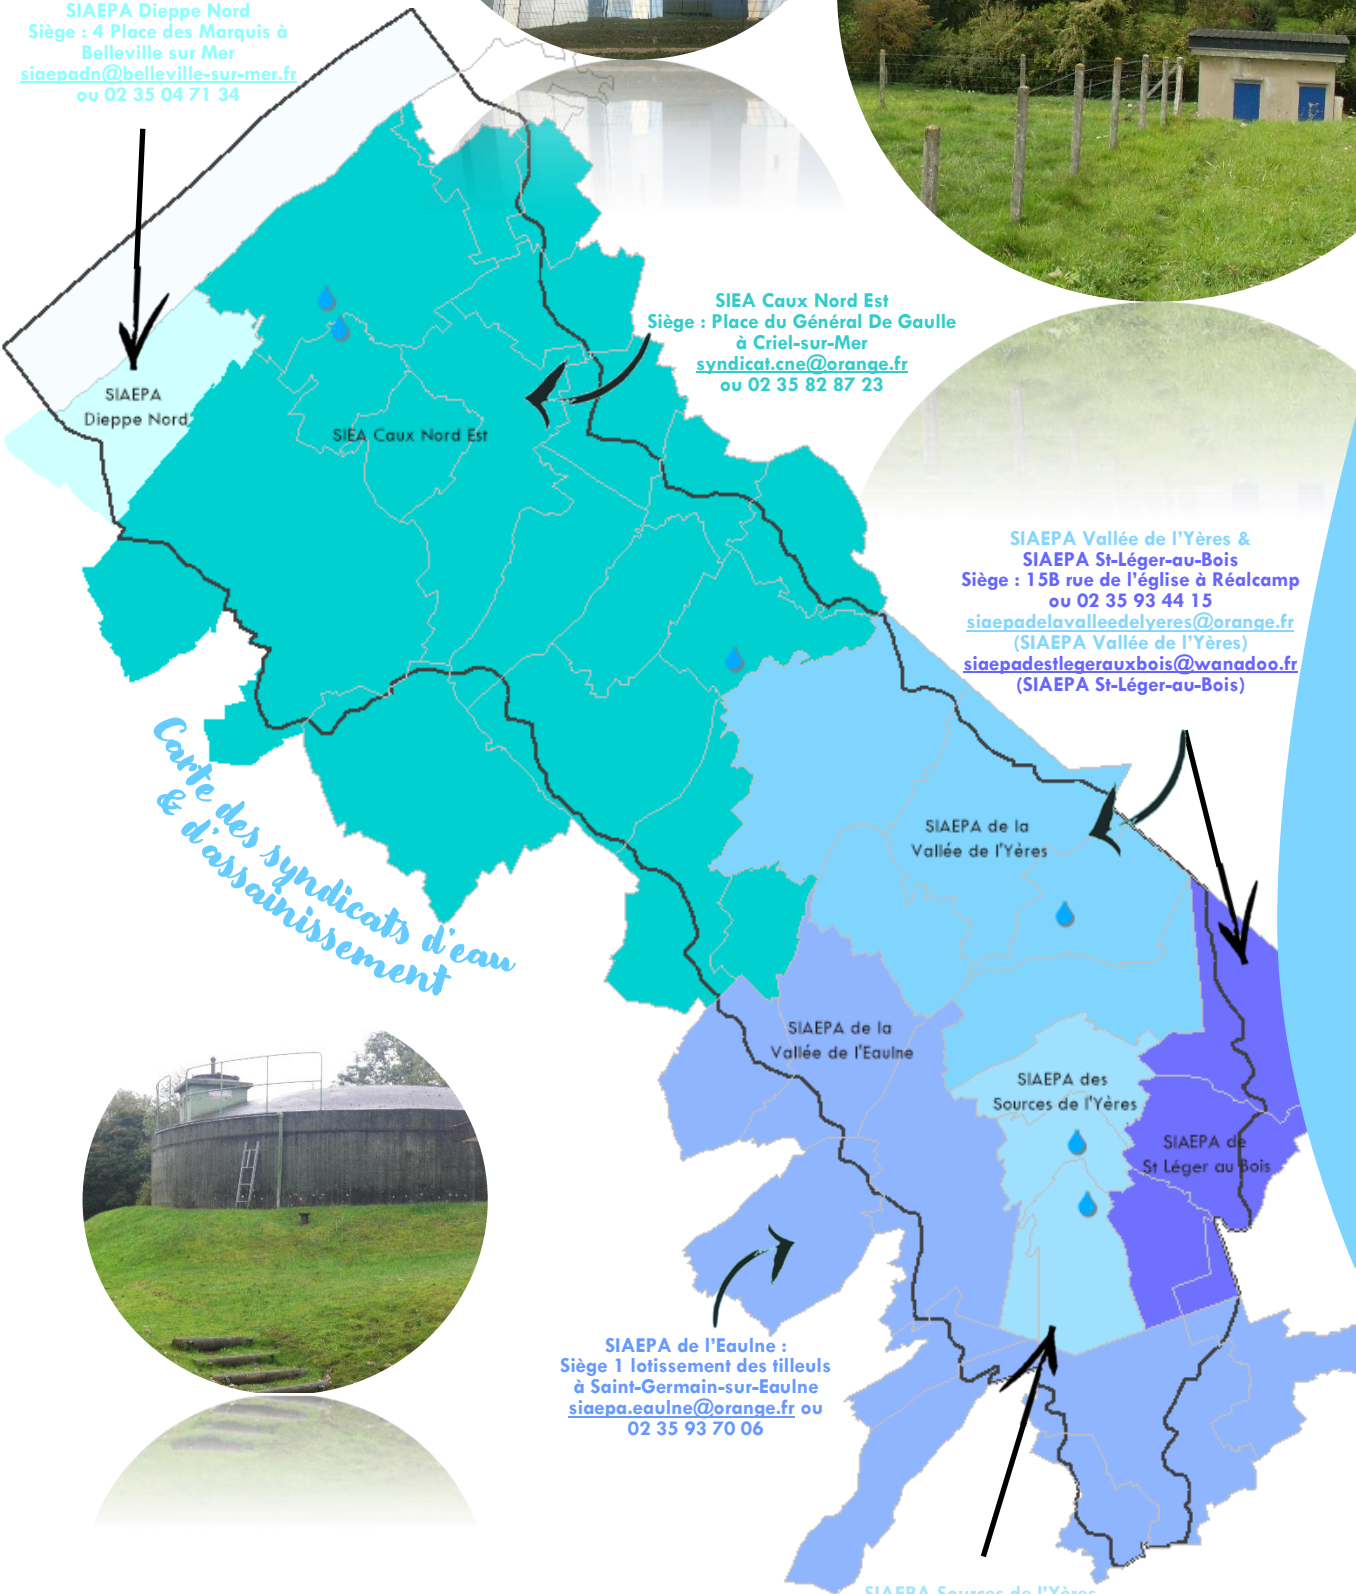 SIAEPA Dieppe Nord
Siège : 4 Place des Marquis à
Belleville sur Mer
siaepadn@belleville-sur-mer.fr
ou 02 35 04 71 34
SIEA Caux Nord Est
Siège : Place du Général De Gaulle
à Criel-sur-Mer
syndicat.cne@orange.fr
ou 02 35 82 87 23
SIAEPA
Dieppe Nord
SIEA Caux Nord Est
SIAEPA Vallée de l'Yères &
SIAEPA St-Léger-au-Bois
Siège : 15B rue de l'église à Réalcamp
ou 02 35 93 44 15
siaepadelavalleedelyeres@orange.fr
(SIAEPA Vallée de l'Yères)
siaepadestlegerauxbois@wanadoo.fr
(SIAEPA St-Léger-au-Bois)
Carte des syndicats d'eau
& d'assainissement
SIAEPA de la
Vallée de l'Yères
SIAEPA de la
Vallée de l'Eaulne
SIAEPA des
Sources de l'Yères
SIAEPA de
St Léger au Bois
SIAEPA de l'Eaulne :
Siège 1 lotissement des tilleuls
à Saint-Germain-sur-Eaulne
siaepa.eaulne@orange.fr ou
02 35 93 70 06
SIAEPA Sources de l'Yères